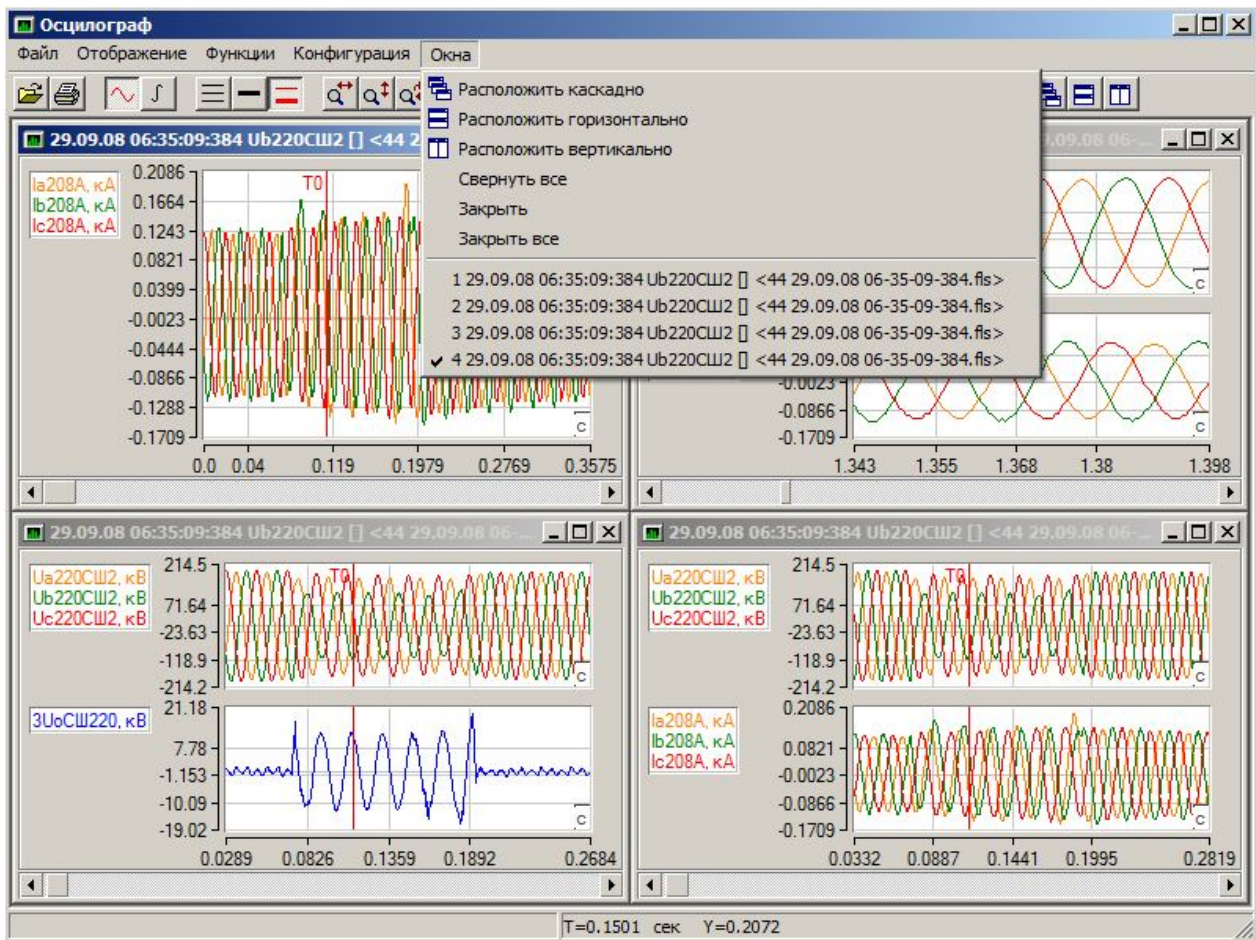 Осцилограф
Файл Отображение Функции Конфигурация Окна
Расположить каскадно
Расположить горизонтально
Расположить вертикально
Свернуть все
Закрыть
Закрыть все
1 29.09.08 06:35:09:384 Ub220СШ2 [] <44 29.09.08 06-35-09-384.fls>
2 29.09.08 06:35:09:384 Ub220СШ2 [] <44 29.09.08 06-35-09-384.fls>
3 29.09.08 06:35:09:384 Ub220СШ2 [] <44 29.09.08 06-35-09-384.fls>
4 29.09.08 06:35:09:384 Ub220СШ2 [] <44 29.09.08 06-35-09-384.fls>
29.09.08 06:35:09:384 Ub220СШ2 [] <44 2
Ia208A, кА
Ib208A, кА
Ic208A, кА
0.2086
0.1664
0.1243
0.0821
0.0399
-0.0023
-0.0444
-0.0866
-0.1288
-0.1709
T0
с
0.0 0.04 0.119 0.1979 0.2769 0.3575
9.09.08 06-...
с
-0.0023
-0.0866
-0.1709
с
1.343 1.355 1.368 1.38 1.398
29.09.08 06:35:09:384 Ub220СШ2 [] <44 29.09.08 06-...
Ua220СШ2, кВ
Ub220СШ2, кВ
Uc220СШ2, кВ
214.5
71.64
-23.63
-118.9
-214.2
T0
с
3UoСШ220, кВ
21.18
7.78
-1.153
-10.09
-19.02
с
0.0289 0.0826 0.1359 0.1892 0.2684
29.09.08 06:35:09:384 Ub220СШ2 [] <44 29.09.08 06-...
Ua220СШ2, кВ
Ub220СШ2, кВ
Uc220СШ2, кВ
214.5
71.64
-23.63
-118.9
-214.2
T0
с
Ia208A, кА
Ib208A, кА
Ic208A, кА
0.2086
0.0821
-0.0023
-0.0866
-0.1709
с
0.0332 0.0887 0.1441 0.1995 0.2819
T=0.1501 сек Y=0.2072